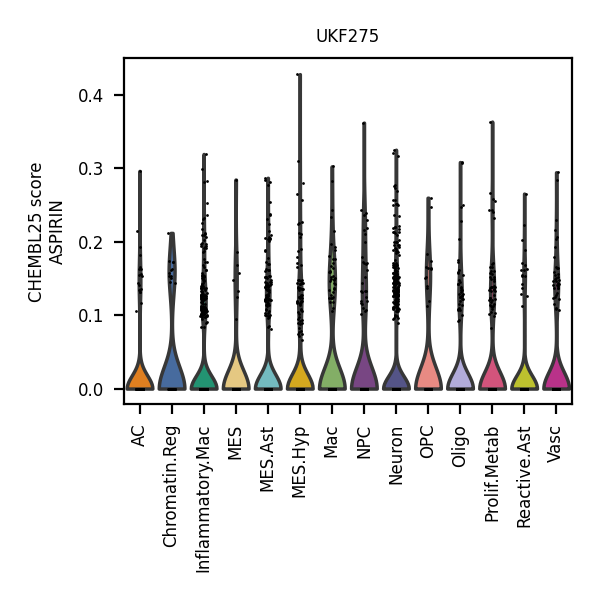 UKF275
CHEMBL25 score
ASPIRIN
0.4
0.3
0.2
0.1
0.0
AC
Chromatin.Reg
Inflammatory.Mac
MES
MES.Ast
MES.Hyp
Mac
NPC
Neuron
OPC
Oligo
Prolif.Metab
Reactive.Ast
Vasc